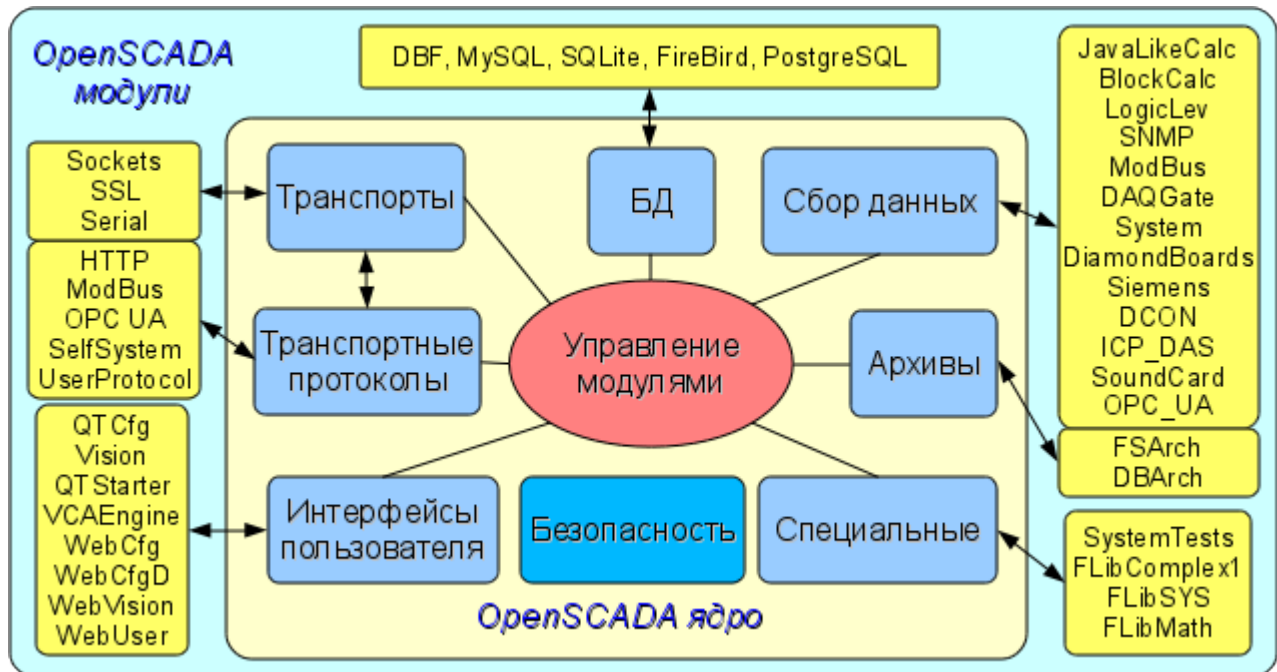 OpenSCADA
модули
DBF, MySQL, SQLite, FireBird, PostgreSQL
JavaLikeCalc
BlockCalc
LogicLev
SNMP
ModBus
DAQGate
System
DiamondBoards
Siemens
DCON
ICP_DAS
SoundCard
OPC_UA
Sockets
SSL
Serial
Транспорты
БД
Сбор данных
HTTP
ModBus
OPC UA
SelfSystem
UserProtocol
Транспортные
протоколы
Управление
модулями
Архивы
FSArch
DBArch
QTCfg
Vision
QTStarter
VCAEngine
WebCfg
WebCfgD
WebVision
WebUser
Интерфейсы
пользователя
Безопасность
Специальные
SystemTests
FLibComplex1
FLibSYS
FLibMath
OpenSCADA ядро